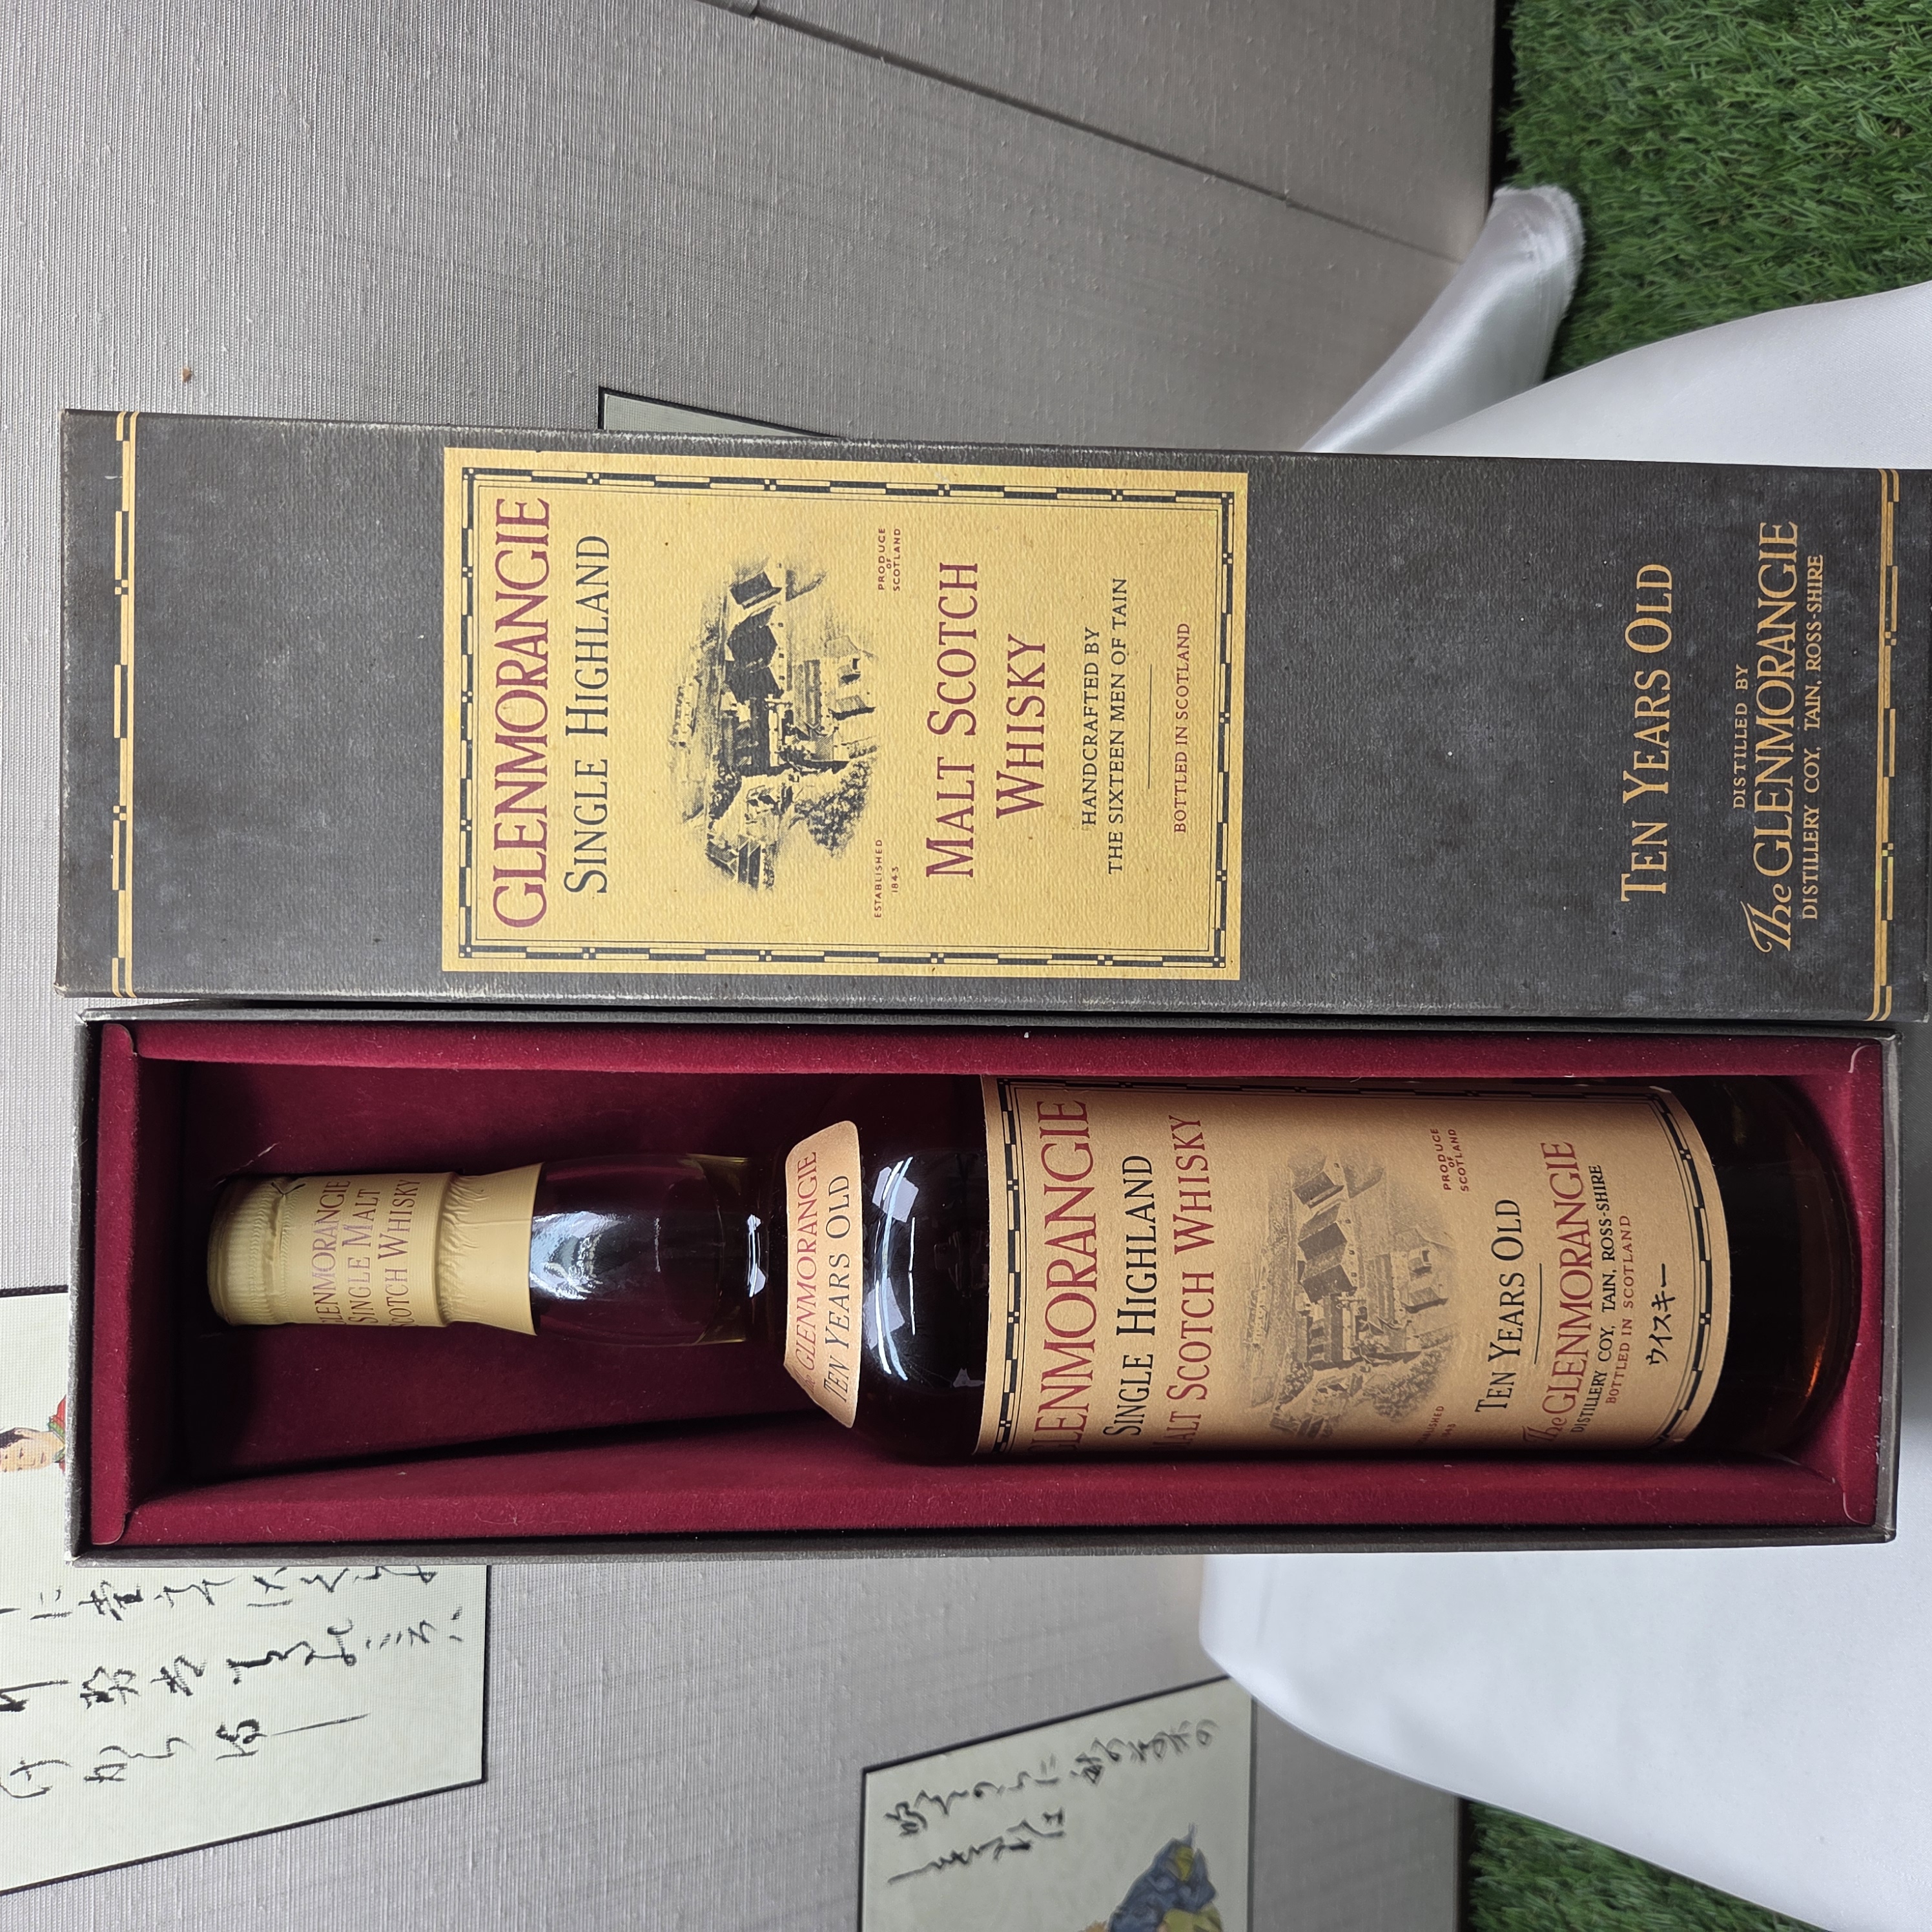 GLENMORANGIE
SINGLE HIGHLAND
ESTABLISHED
1843
PRODUCE
OF
SCOTLAND
MALT SCOTCH
WHISKY
HANDCRAFTED BY
THE SIXTEEN MEN OF TAIN
BOTTLED IN SCOTLAND
TEN YEARS OLD
DISTILLED BY
The GLENMORANGIE
DISTILLERY COY, TAIN, ROSS-SHIRE
GLENMORANGIE
SINGLE MALT
SCOTCH WHISKY
GLENMORANGIE
TEN YEARS OLD
GLENMORANGIE
SINGLE HIGHLAND
MALT SCOTCH WHISKY
ESTABLISHED
1843
PRODUCE
OF
SCOTLAND
TEN YEARS OLD
The GLENMORANGIE
DISTILLERY COY, TAIN, ROSS-SHIRE
BOTTLED IN SCOTLAND
ウイスキー